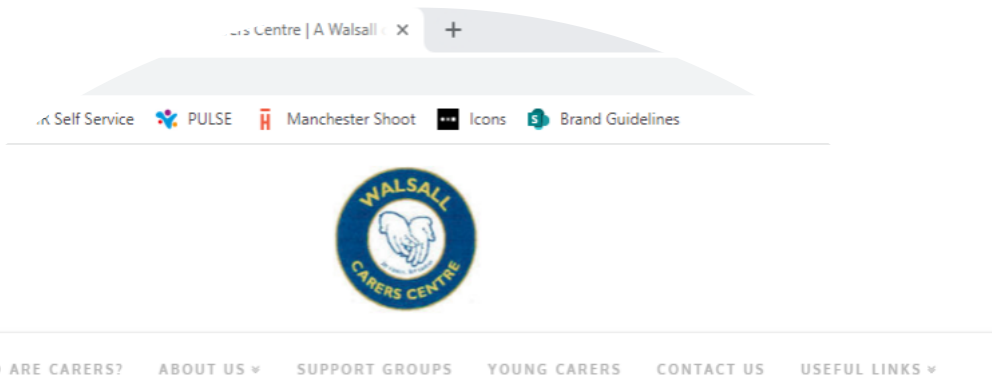 Centre | A Walsall
Self Service PULSE Manchester Shoot Icons Brand Guidelines
WALSALL
CARERS CENTRE
ARE CARERS? ABOUT US SUPPORT GROUPS YOUNG CARERS CONTACT US USEFUL LINKS